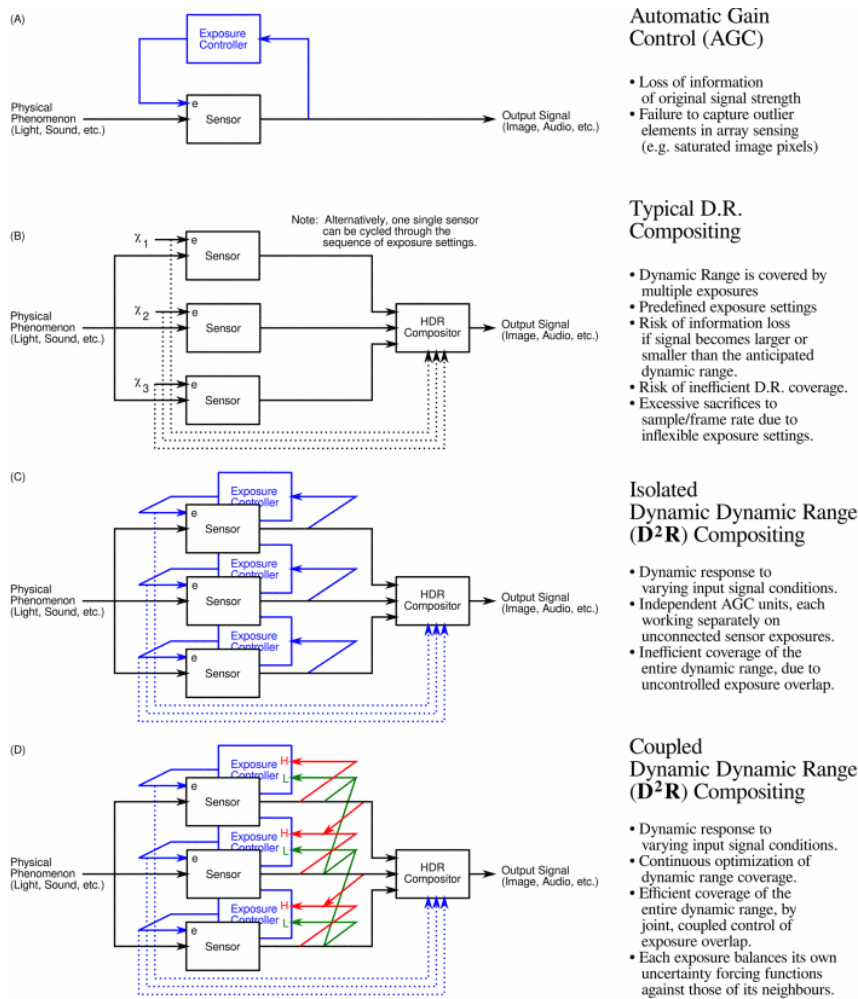 (A)
Exposure
Controller
e
Sensor
Physical
Phenomenon
(Light, Sound, etc.)
Output Signal
(Image, Audio, etc.)
Automatic Gain
Control (AGC)
• Loss of information
of original signal strength
• Failure to capture outlier
elements in array sensing
(e.g. saturated image pixels)
(B)
Note: Alternatively, one single sensor
can be cycled through the
sequence of exposure settings.
χ1
e
Sensor
χ2
e
Sensor
χ3
e
Sensor
Physical
Phenomenon
(Light, Sound, etc.)
HDR
Compositor
Output Signal
(Image, Audio, etc.)
Typical D.R.
Compositing
• Dynamic Range is covered by
multiple exposures
• Predefined exposure settings
• Risk of information loss
if signal becomes larger or
smaller than the anticipated
dynamic range.
• Risk of inefficient D.R. coverage.
• Excessive sacrifices to
sample/frame rate due to
inflexible exposure settings.
(C)
Exposure
Controller
e
Sensor
Exposure
Controller
e
Sensor
Exposure
Controller
e
Sensor
Physical
Phenomenon
(Light, Sound, etc.)
HDR
Compositor
Output Signal
(Image, Audio, etc.)
Isolated
Dynamic Dynamic Range
(D²R) Compositing
• Dynamic response to
varying input signal conditions.
• Independent AGC units, each
working separately on
unconnected sensor exposures.
• Inefficient coverage of the
entire dynamic range, due to
uncontrolled exposure overlap.
(D)
Exposure
Controller
H
L
e
Sensor
Exposure
Controller
H
L
e
Sensor
Exposure
Controller
H
L
e
Sensor
Physical
Phenomenon
(Light, Sound, etc.)
HDR
Compositor
Output Signal
(Image, Audio, etc.)
Coupled
Dynamic Dynamic Range
(D²R) Compositing
• Dynamic response to
varying input signal conditions.
• Continuous optimization of
dynamic range coverage.
• Efficient coverage of the
entire dynamic range, by
joint, coupled control of
exposure overlap.
• Each exposure balances its own
uncertainty forcing functions
against those of its neighbours.